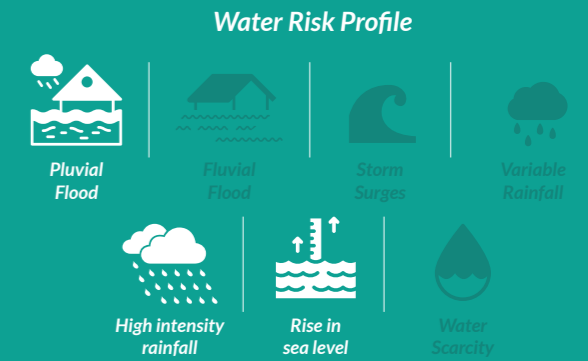 Water Risk Profile
Pluvial
Flood
Fluvial
Flood
Storm
Surges
Variable
Rainfall
High intensity
rainfall
Rise in
sea level
Water
Scarcity